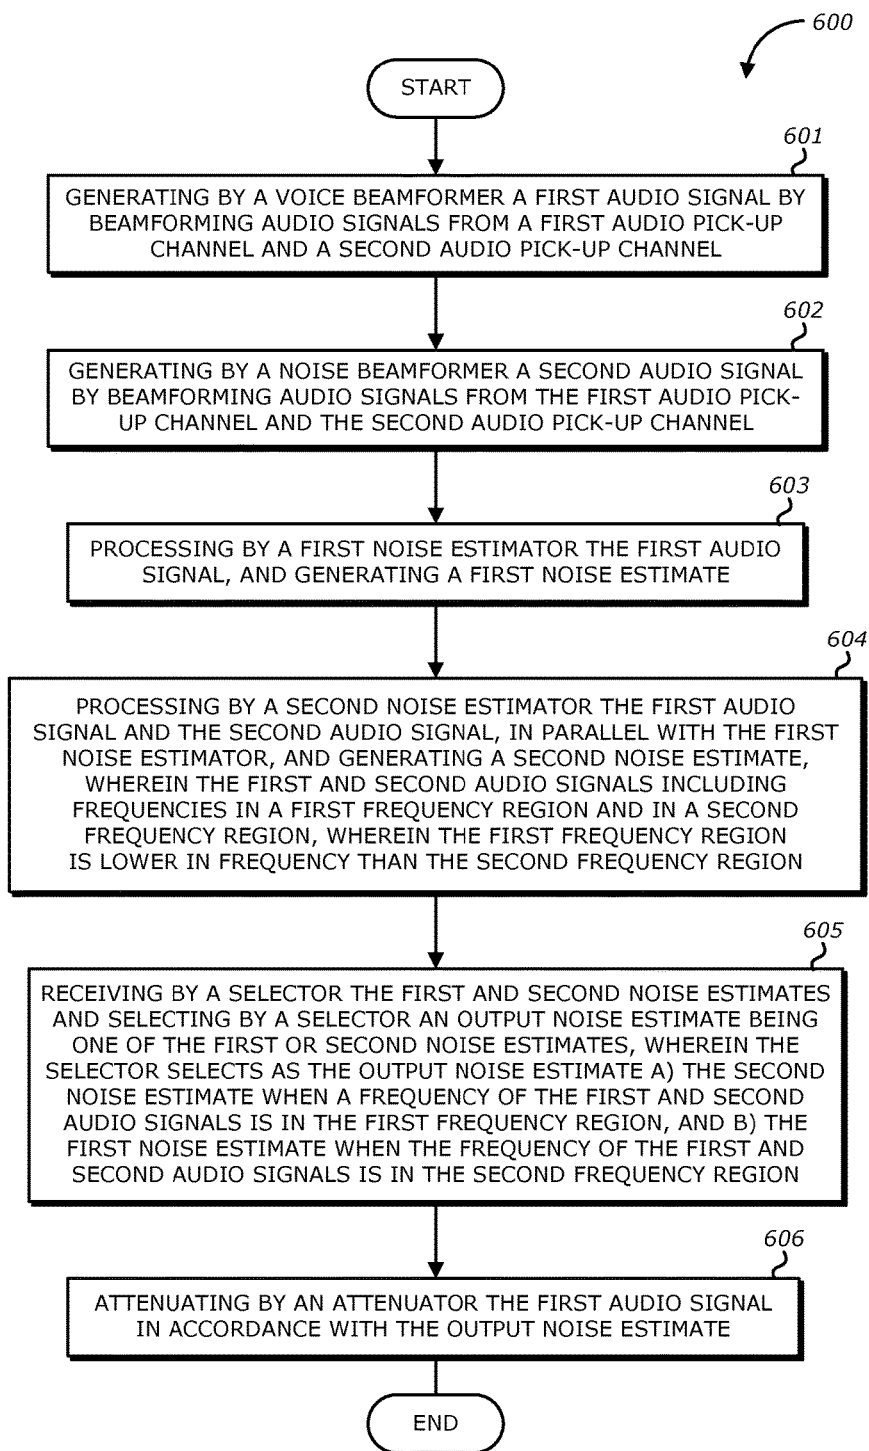 600
START
601
GENERATING BY A VOICE BEAMFORMER A FIRST AUDIO SIGNAL BY
BEAMFORMING AUDIO SIGNALS FROM A FIRST AUDIO PICK-UP
CHANNEL AND A SECOND AUDIO PICK-UP CHANNEL
602
GENERATING BY A NOISE BEAMFORMER A SECOND AUDIO SIGNAL
BY BEAMFORMING AUDIO SIGNALS FROM THE FIRST AUDIO PICK-
UP CHANNEL AND THE SECOND AUDIO PICK-UP CHANNEL
603
PROCESSING BY A FIRST NOISE ESTIMATOR THE FIRST AUDIO
SIGNAL, AND GENERATING A FIRST NOISE ESTIMATE
604
PROCESSING BY A SECOND NOISE ESTIMATOR THE FIRST AUDIO
SIGNAL AND THE SECOND AUDIO SIGNAL, IN PARALLEL WITH THE FIRST
NOISE ESTIMATOR, AND GENERATING A SECOND NOISE ESTIMATE,
WHEREIN THE FIRST AND SECOND AUDIO SIGNALS INCLUDING
FREQUENCIES IN A FIRST FREQUENCY REGION AND IN A SECOND
FREQUENCY REGION, WHEREIN THE FIRST FREQUENCY REGION
IS LOWER IN FREQUENCY THAN THE SECOND FREQUENCY REGION
605
RECEIVING BY A SELECTOR THE FIRST AND SECOND NOISE ESTIMATES
AND SELECTING BY A SELECTOR AN OUTPUT NOISE ESTIMATE BEING
ONE OF THE FIRST OR SECOND NOISE ESTIMATES, WHEREIN THE
SELECTOR SELECTS AS THE OUTPUT NOISE ESTIMATE A) THE SECOND
NOISE ESTIMATE WHEN A FREQUENCY OF THE FIRST AND SECOND
AUDIO SIGNALS IS IN THE FIRST FREQUENCY REGION, AND B) THE
FIRST NOISE ESTIMATE WHEN THE FREQUENCY OF THE FIRST AND
SECOND AUDIO SIGNALS IS IN THE SECOND FREQUENCY REGION
606
ATTENUATING BY AN ATTENUATOR THE FIRST AUDIO SIGNAL
IN ACCORDANCE WITH THE OUTPUT NOISE ESTIMATE
END